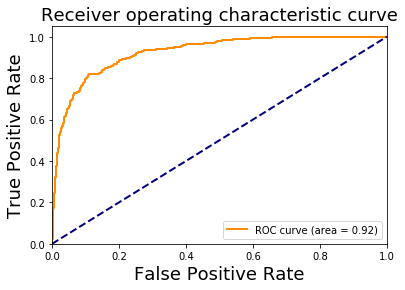 Receiver operating characteristic curve
True Positive Rate
1.0
0.8
0.6
0.4
0.2
0.0
ROC curve (area = 0.92)
0.0 0.2 0.4 0.6 0.8 1.0
False Positive Rate